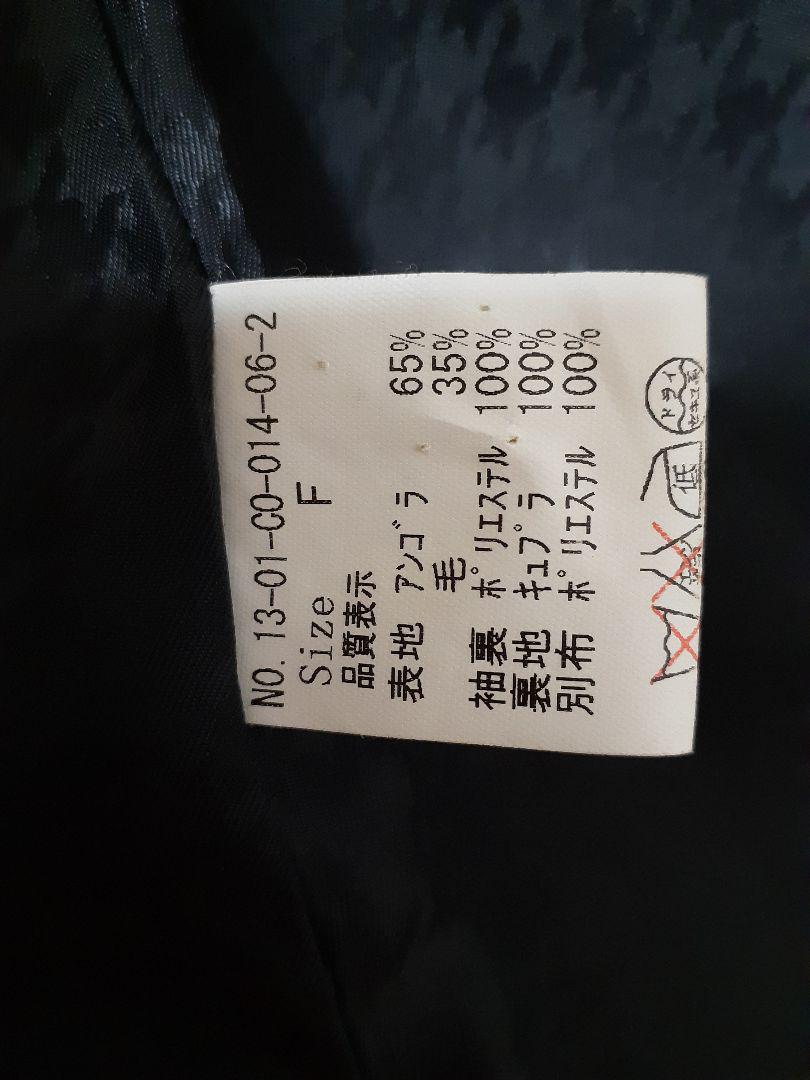 NO. 13-01-CO-014-06-2
Size F
品質表示
表地 アンゴラ 65%
毛 35%
袖裏 ポリエステル 100%
裏地 キュプラ 100%
別布 ポリエステル 100%
低 ドライ